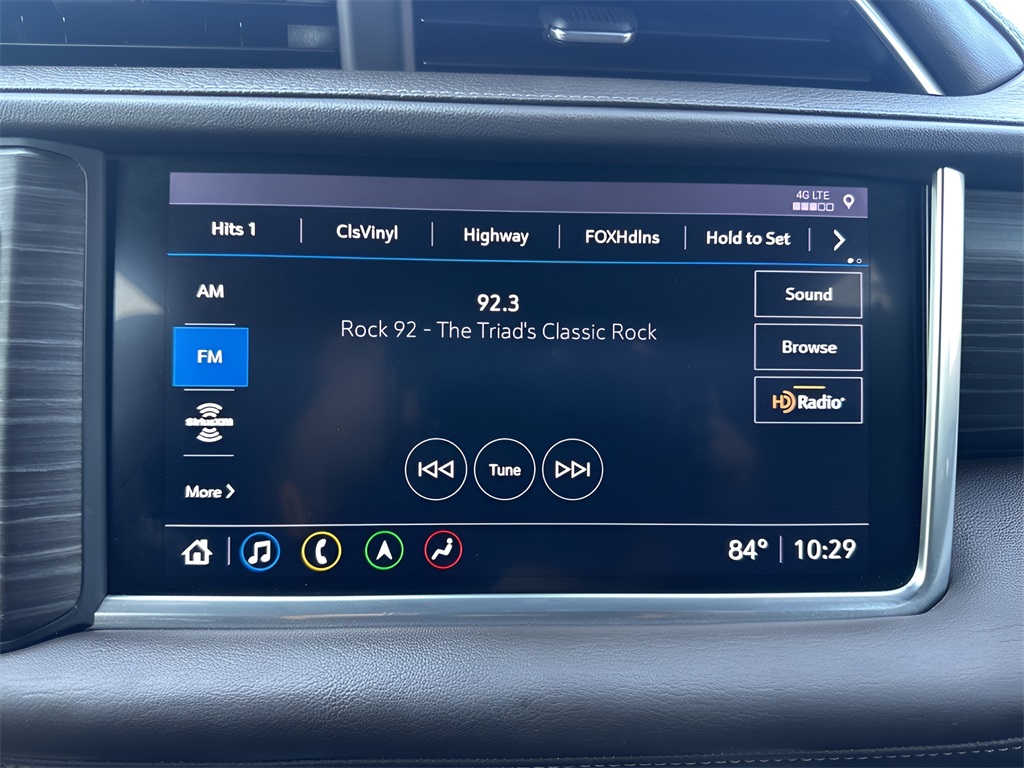 4G LTE
Hits 1
ClsVinyl
Highway
FOXHdlns
Hold to Set
AM
FM
SiriusXM
More
92.3
Rock 92 - The Triad's Classic Rock
Tune
Sound
Browse
HD Radio
84° 10:29